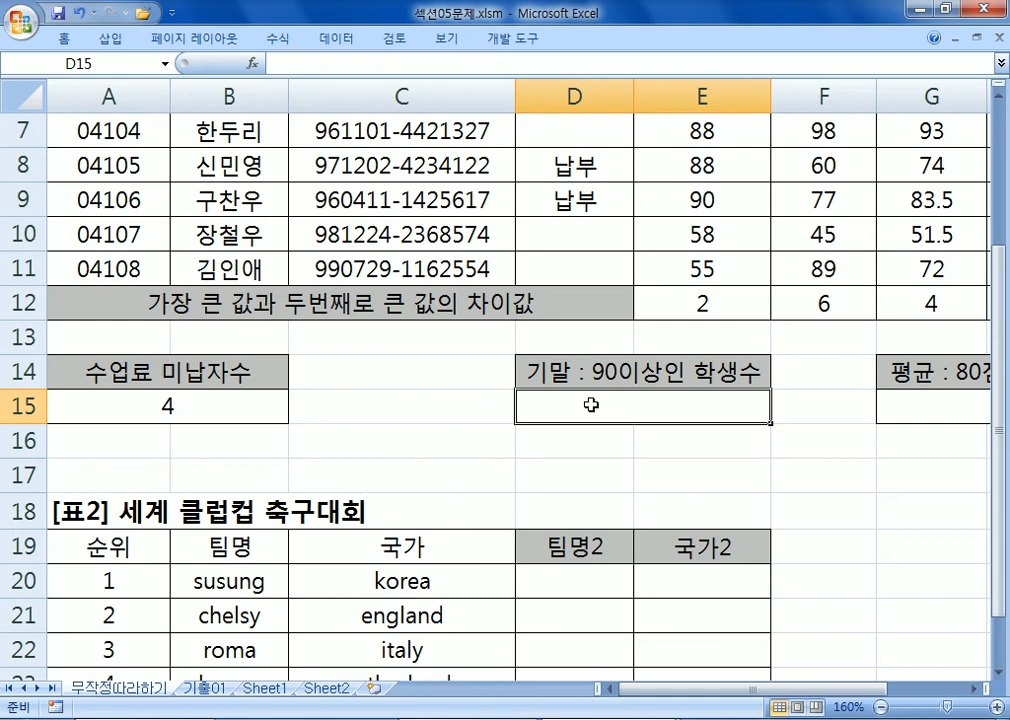 섹션05문제.xlsm - Microsoft Excel
홈 삽입 페이지 레이아웃 수식 데이터 검토 보기 개발 도구
D15 fx
A B C D E F G
7 04104 한두리 961101-4421327 88 98 93
8 04105 신민영 971202-4234122 납부 88 60 74
9 04106 구찬우 960411-1425617 납부 90 77 83.5
10 04107 장철우 981224-2368574 58 45 51.5
11 04108 김인애 990729-1162554 55 89 72
12 가장 큰 값과 두번째로 큰 값의 차이값 2 6 4
13
14 수업료 미납자수 기말 : 90이상인 학생수 평균 : 80점
15 4
16
17
18 [표2] 세계 클럽컵 축구대회
19 순위 팀명 국가 팀명2 국가2
20 1 susung korea
21 2 chelsy england
22 3 roma italy
무작정따라하기 기출01 Sheet1 Sheet2
준비 160%